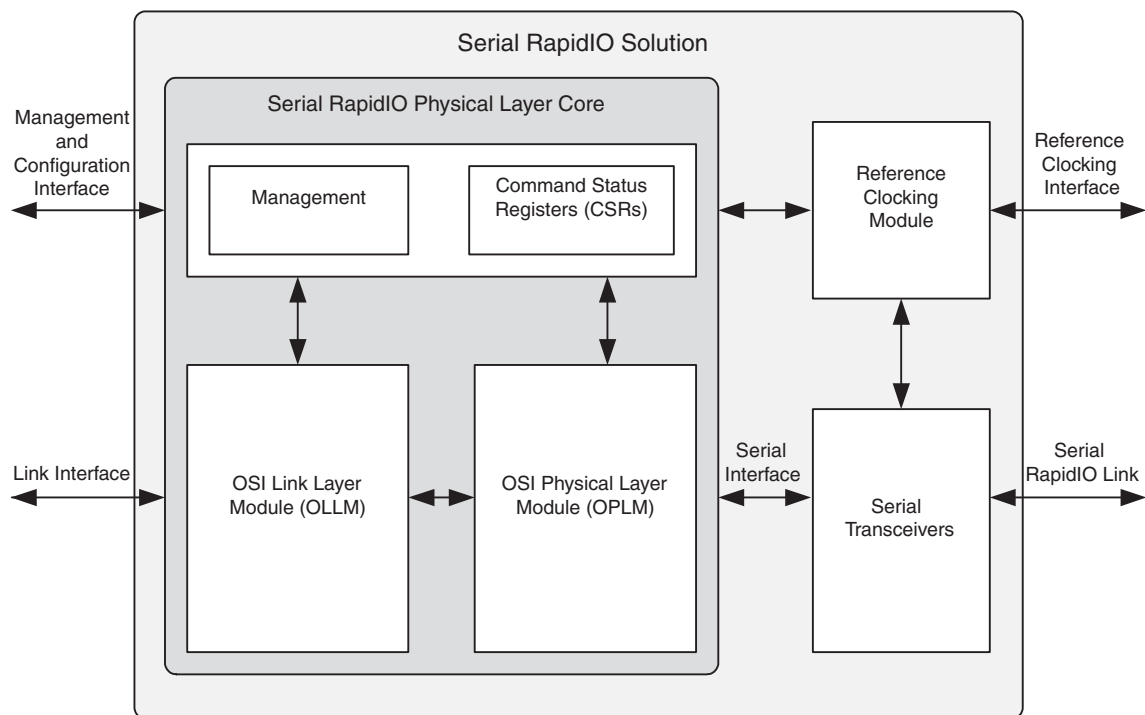 Serial RapidIO Solution
Serial RapidIO Physical Layer Core
Management
and
Configuration
Interface
Management
Command Status
Registers (CSRs)
Reference
Clocking
Module
Reference
Clocking
Interface
Link Interface
OSI Link Layer
Module (OLLM)
OSI Physical Layer
Module (OPLM)
Serial
Interface
Serial
Transceivers
Serial
RapidIO Link